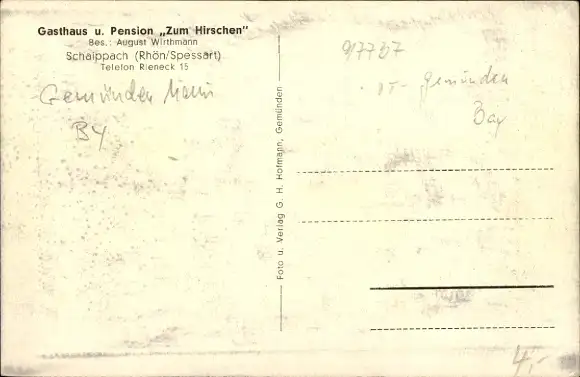 Gasthaus u. Pension „Zum Hirschen"
Bes.: August Wirthmann
Schaippach (Rhön/Spessart)
Telefon Rieneck 15
Gemünden Main
BY
Foto u. Verlag G. H. Hofmann, Gemünden.
97737
OT - Gemünden
Bay
4,-